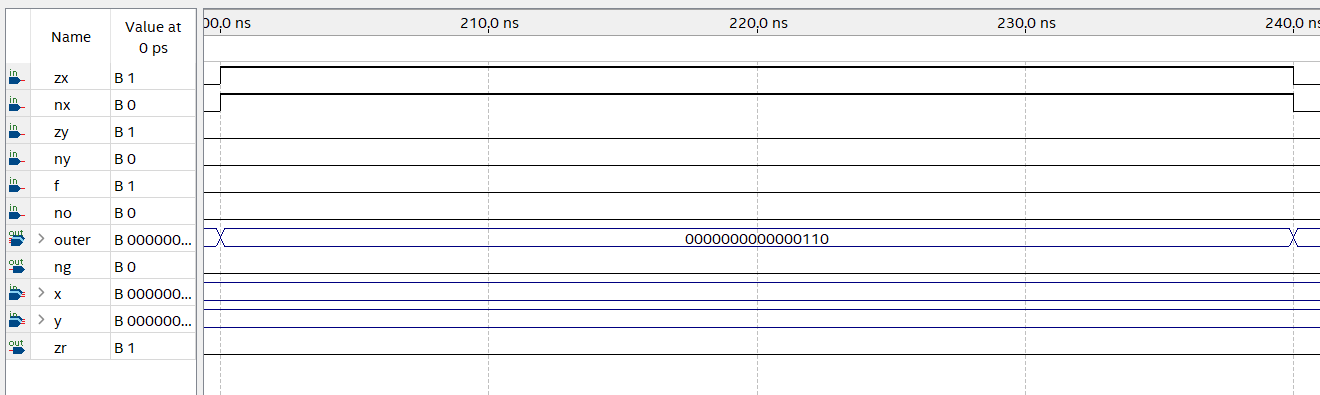 Name
Value at
0 ps
00.0 ns 210.0 ns 220.0 ns 230.0 ns 240.0 ns
in zx B 1
in nx B 0
in zy B 1
in ny B 0
in f B 1
in no B 0
out > outer B 000000... 0000000000000110
out ng B 0
in > x B 000000...
in > y B 000000...
out zr B 1